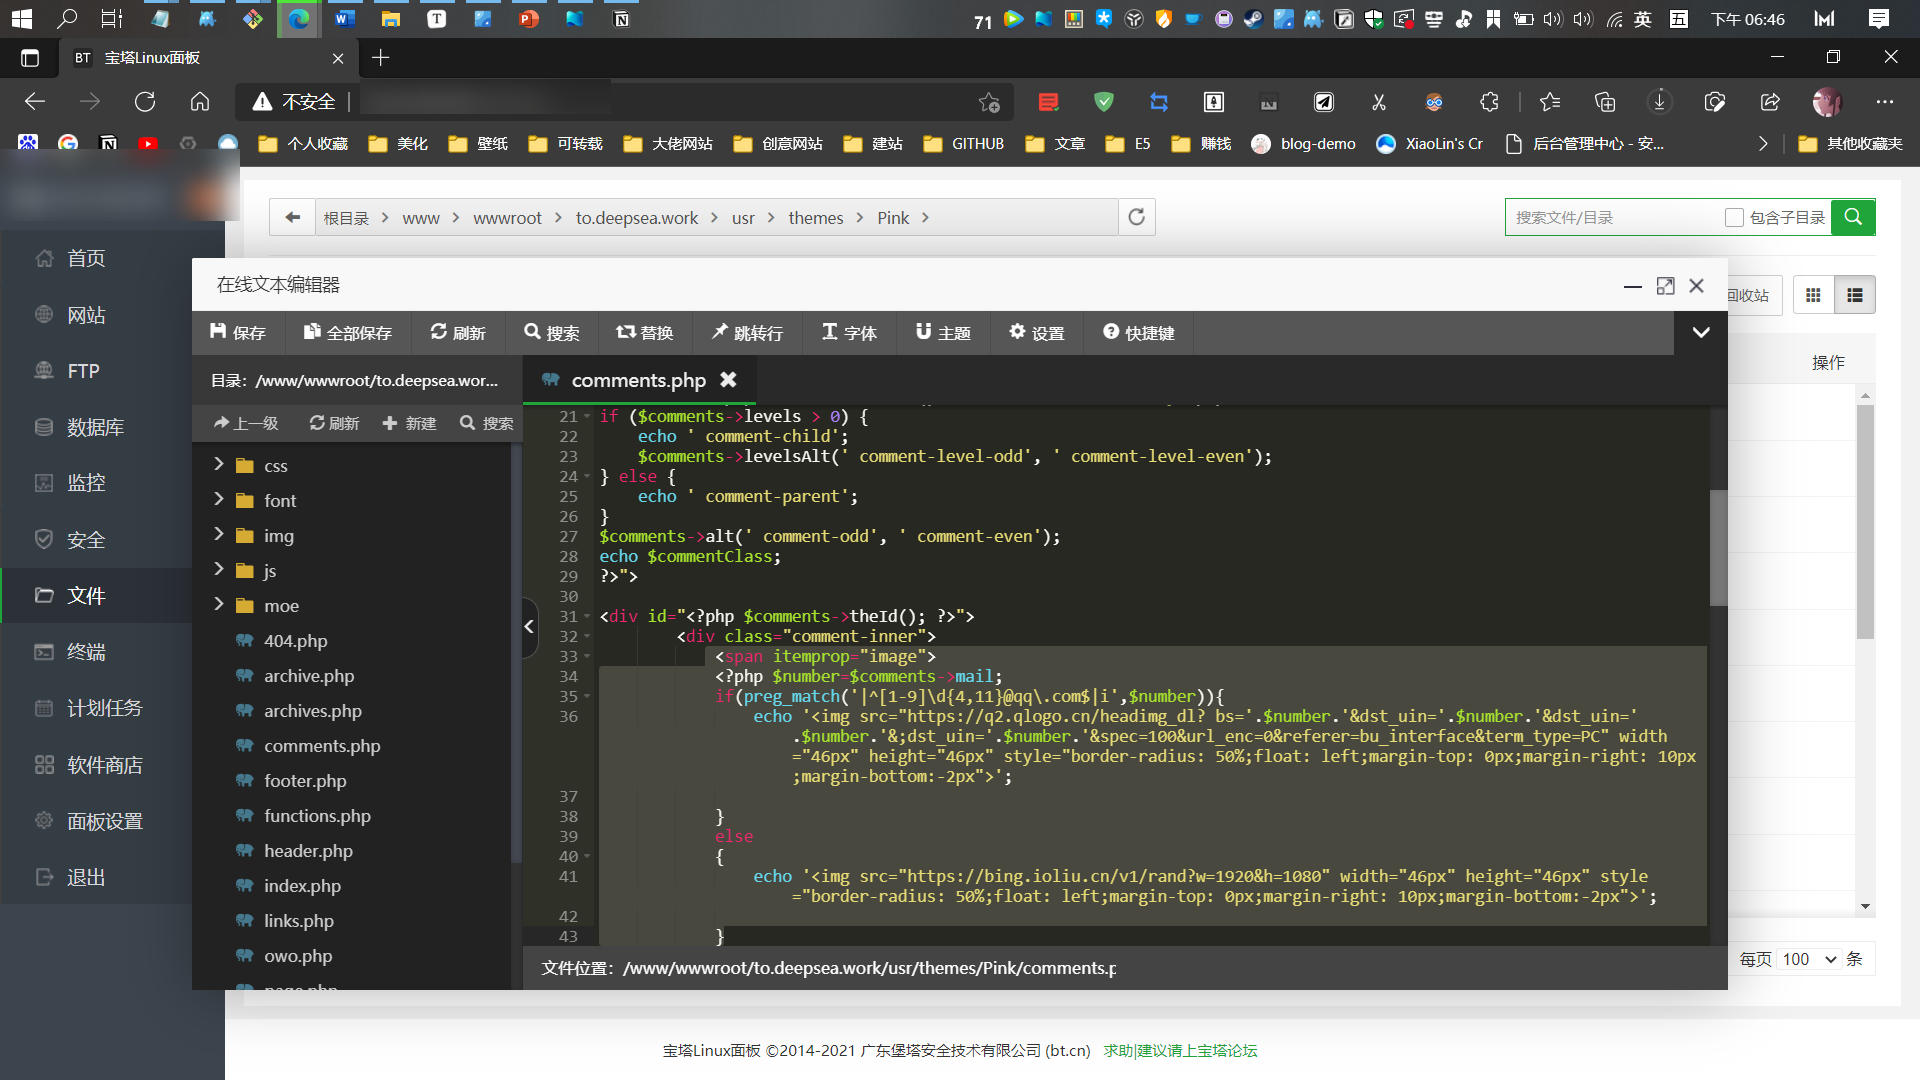 71
英
五
下午 06:46
BT 宝塔Linux面板
不安全
个人收藏 美化 壁纸 可转载 大佬网站 创意网站 建站 GITHUB 文章 E5 赚钱 blog-demo XiaoLin's Cr 后台管理中心 - 安... 其他收藏夹
根目录 www wwwroot to.deepsea.work usr themes Pink
搜索文件/目录 包含子目录
首页
网站
FTP
数据库
监控
安全
文件
终端
计划任务
软件商店
面板设置
退出
回收站
操作
在线文本编辑器
保存 全部保存 刷新 搜索 替换 跳转行 字体 主题 设置 快捷键
目录：/www/wwwroot/to.deepsea.wor...
comments.php
上一级 刷新 新建 搜索
css
font
img
js
moe
404.php
archive.php
archives.php
comments.php
footer.php
functions.php
header.php
index.php
links.php
owo.php
page.php
21 if ($comments->levels > 0) {
22 echo ' comment-child';
23 $comments->levelsAlt(' comment-level-odd', ' comment-level-even');
24 } else {
25 echo ' comment-parent';
26 }
27 $comments->alt(' comment-odd', ' comment-even');
28 echo $commentClass;
29 ?>">
30
31 <div id="<?php $comments->theId(); ?>">
32 <div class="comment-inner">
33 <span itemprop="image">
34 <?php $number=$comments->mail;
35 if(preg_match('|^[1-9]\d{4,11}@qq\.com$|i',$number)){
36 echo '<img src="https://q2.qlogo.cn/headimg_dl? bs='.$number.'&dst_uin='.$number.'&dst_uin='
.$number.'&;dst_uin='.$number.'&spec=100&url_enc=0&referer=bu_interface&term_type=PC" width
="46px" height="46px" style="border-radius: 50%;float: left;margin-top: 0px;margin-right: 10px
;margin-bottom:-2px">';
37
38 }
39 else
40 {
41 echo '<img src="https://bing.ioliu.cn/v1/rand?w=1920&h=1080" width="46px" height="46px" style
="border-radius: 50%;float: left;margin-top: 0px;margin-right: 10px;margin-bottom:-2px">';
42
43 }
文件位置：/www/wwwroot/to.deepsea.work/usr/themes/Pink/comments.p
每页 100 条
宝塔Linux面板 ©2014-2021 广东堡塔安全技术有限公司 (bt.cn) 求助|建议请上宝塔论坛